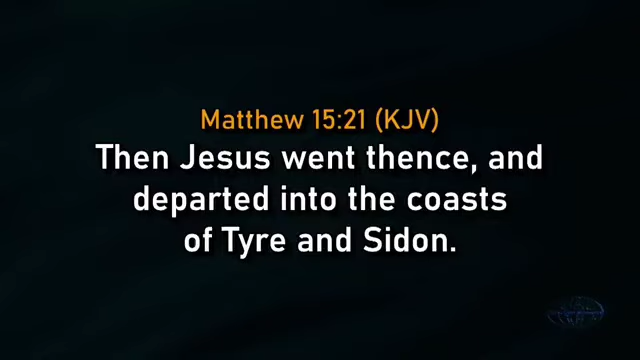 Matthew 15:21 (KJV)
Then Jesus went thence, and
departed into the coasts
of Tyre and Sidon.